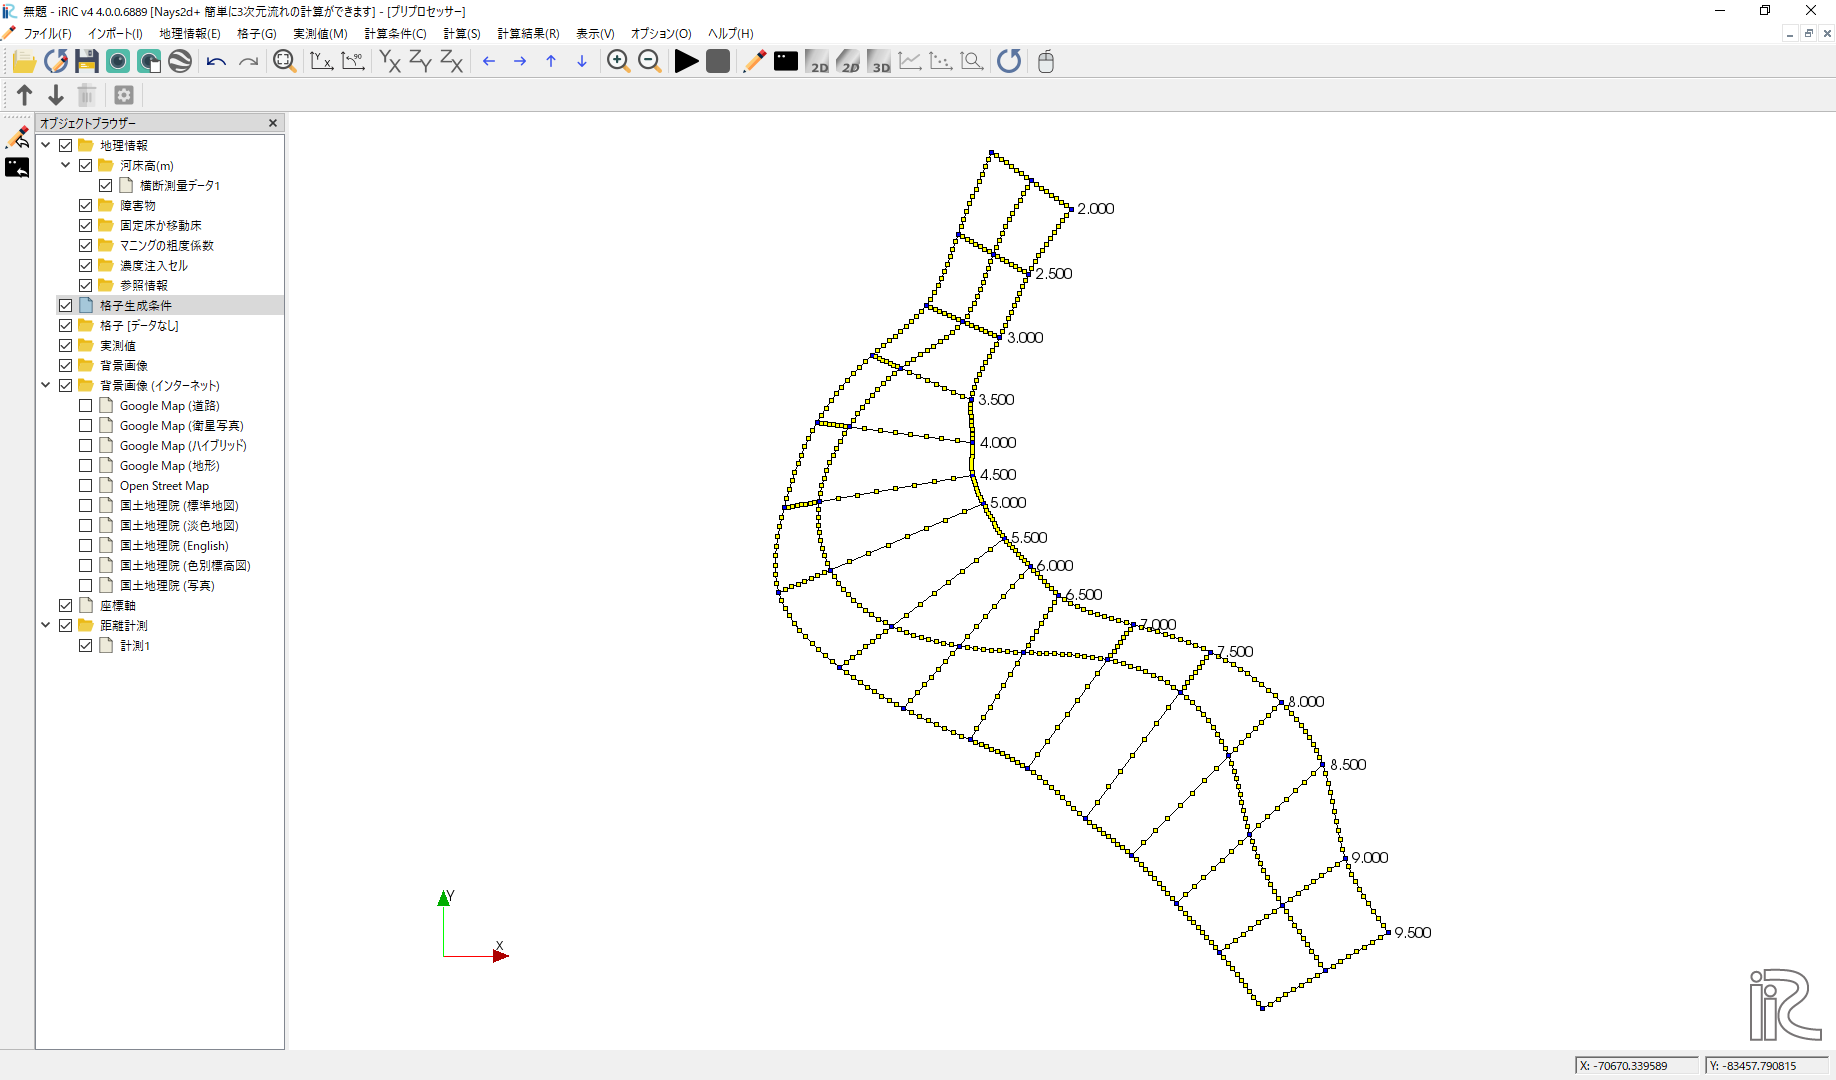 無題 - iRIC v4 4.0.0.6889 [Nays2d+ 簡単に3次元流れの計算ができます] - [プリプロセッサー]
ファイル(F) インポート(I) 地理情報(E) 格子(G) 実測値(M) 計算条件(C) 計算(S) 計算結果(R) 表示(V) オプション(O) ヘルプ(H)
Y X 90 YX ZY ZX 2D 2D 3D
オブジェクトブラウザー
地理情報
河床高(m)
横断測量データ1
障害物
固定床か移動床
マニングの粗度係数
濃度注入セル
参照情報
格子生成条件
格子 [データなし]
実測値
背景画像
背景画像 (インターネット)
Google Map (道路)
Google Map (衛星写真)
Google Map (ハイブリッド)
Google Map (地形)
Open Street Map
国土地理院 (標準地図)
国土地理院 (淡色地図)
国土地理院 (English)
国土地理院 (色別標高図)
国土地理院 (写真)
座標軸
距離計測
計測1
2.000
2.500
3.000
3.500
4.000
4.500
5.000
5.500
6.000
6.500
7.000
7.500
8.000
8.500
9.000
9.500
Y
X
iRIC
X: -70670.339589 Y: -83457.790815